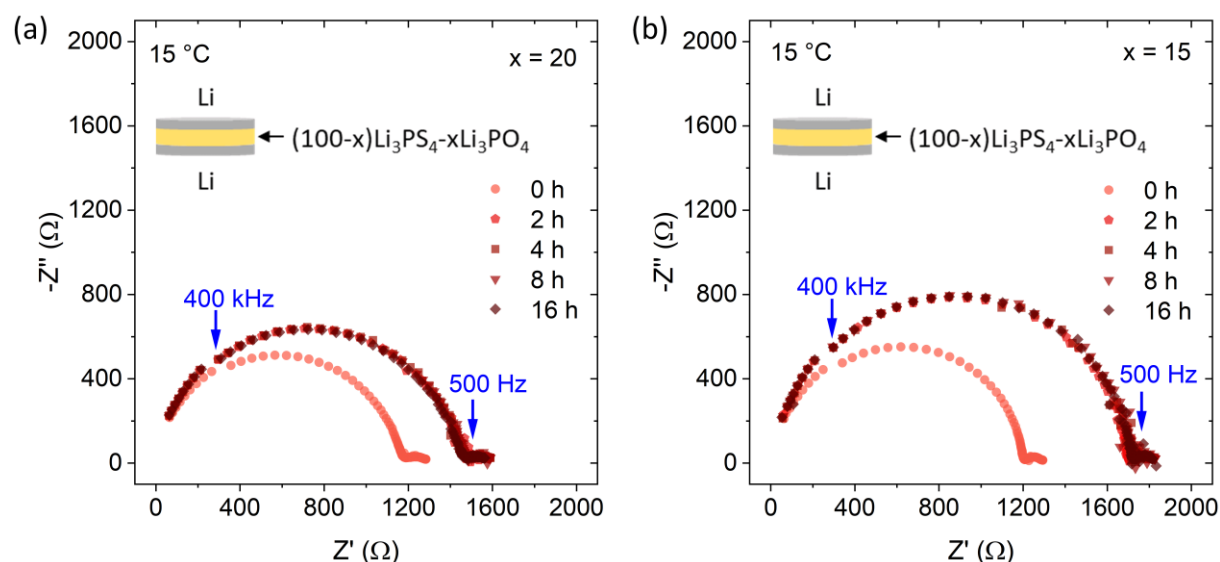 (a)
15 °C
x = 20
Li
(100-x)Li₃PS₄-xLi₃PO₄
Li
0 h
2 h
4 h
8 h
16 h
400 kHz
500 Hz
2000
1600
1200
800
400
0
-Z'' (Ω)
0 400 800 1200 1600 2000
Z' (Ω)
(b)
15 °C
x = 15
Li
(100-x)Li₃PS₄-xLi₃PO₄
Li
0 h
2 h
4 h
8 h
16 h
400 kHz
500 Hz
2000
1600
1200
800
400
0
-Z'' (Ω)
0 400 800 1200 1600 2000
Z' (Ω)